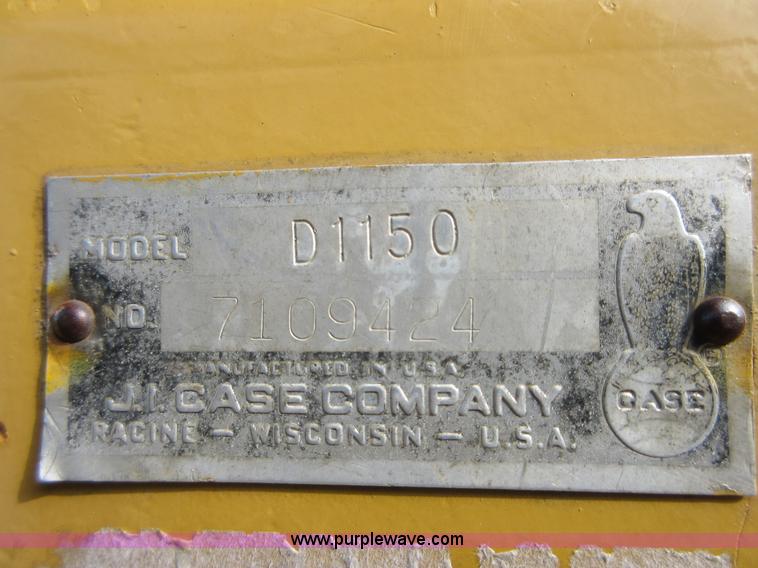 MODEL D1150
NO. 7109424
MANUFACTURED IN U.S.A.
J.I. CASE COMPANY
RACINE - WISCONSIN - U.S.A.
CASE
®
www.purplewave.com